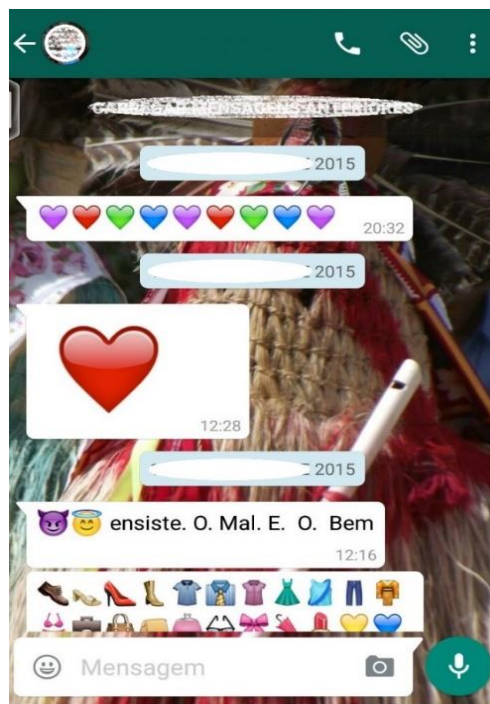 CARREGAR MENSAGENS ANTERIORES
2015
20:32
2015
12:28
2015
ensiste. O. Mal. E. O. Bem
12:16
Mensagem